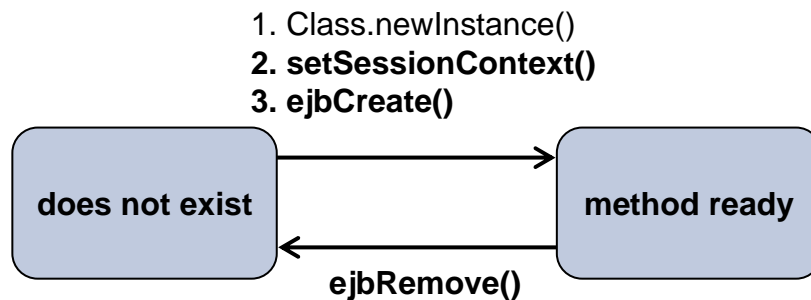 1. Class.newInstance()
2. setSessionContext()
3. ejbCreate()
does not exist
method ready
ejbRemove()